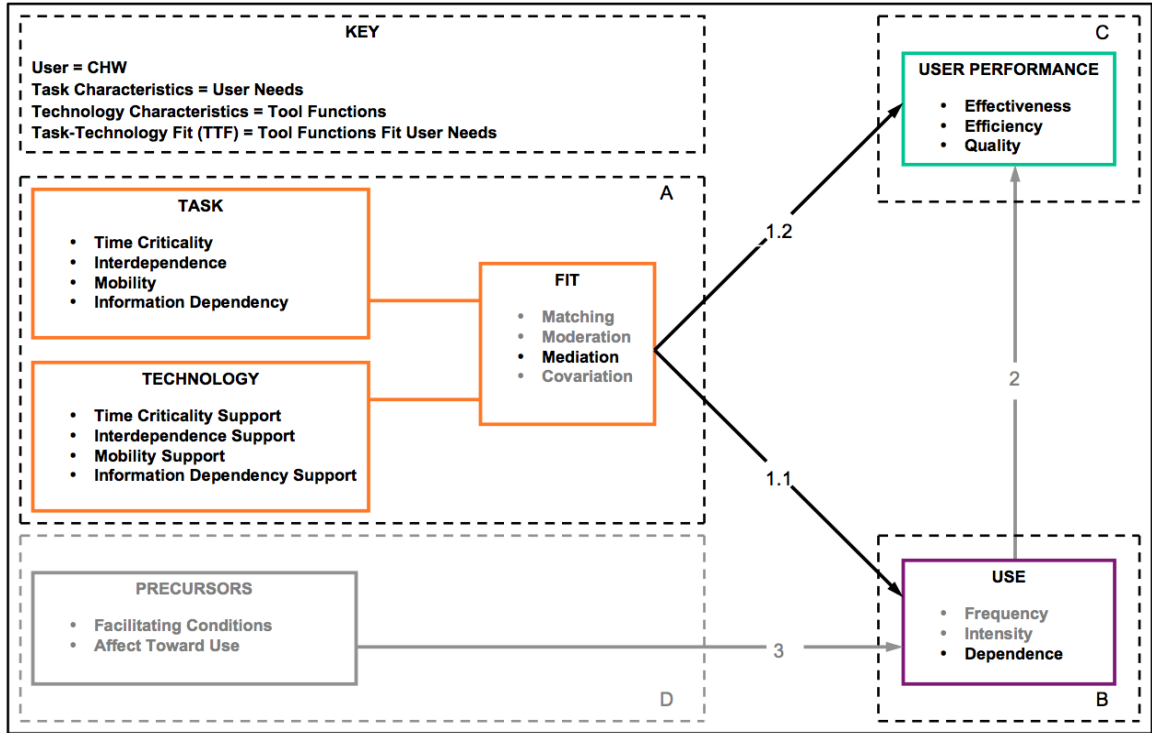 KEY
User = CHW
Task Characteristics = User Needs
Technology Characteristics = Tool Functions
Task-Technology Fit (TTF) = Tool Functions Fit User Needs
A
TASK
• Time Criticality
• Interdependence
• Mobility
• Information Dependency
TECHNOLOGY
• Time Criticality Support
• Interdependence Support
• Mobility Support
• Information Dependency Support
FIT
• Matching
• Moderation
• Mediation
• Covariation
1.2
1.1
C
USER PERFORMANCE
• Effectiveness
• Efficiency
• Quality
2
PRECURSORS
• Facilitating Conditions
• Affect Toward Use
D
3
USE
• Frequency
• Intensity
• Dependence
B